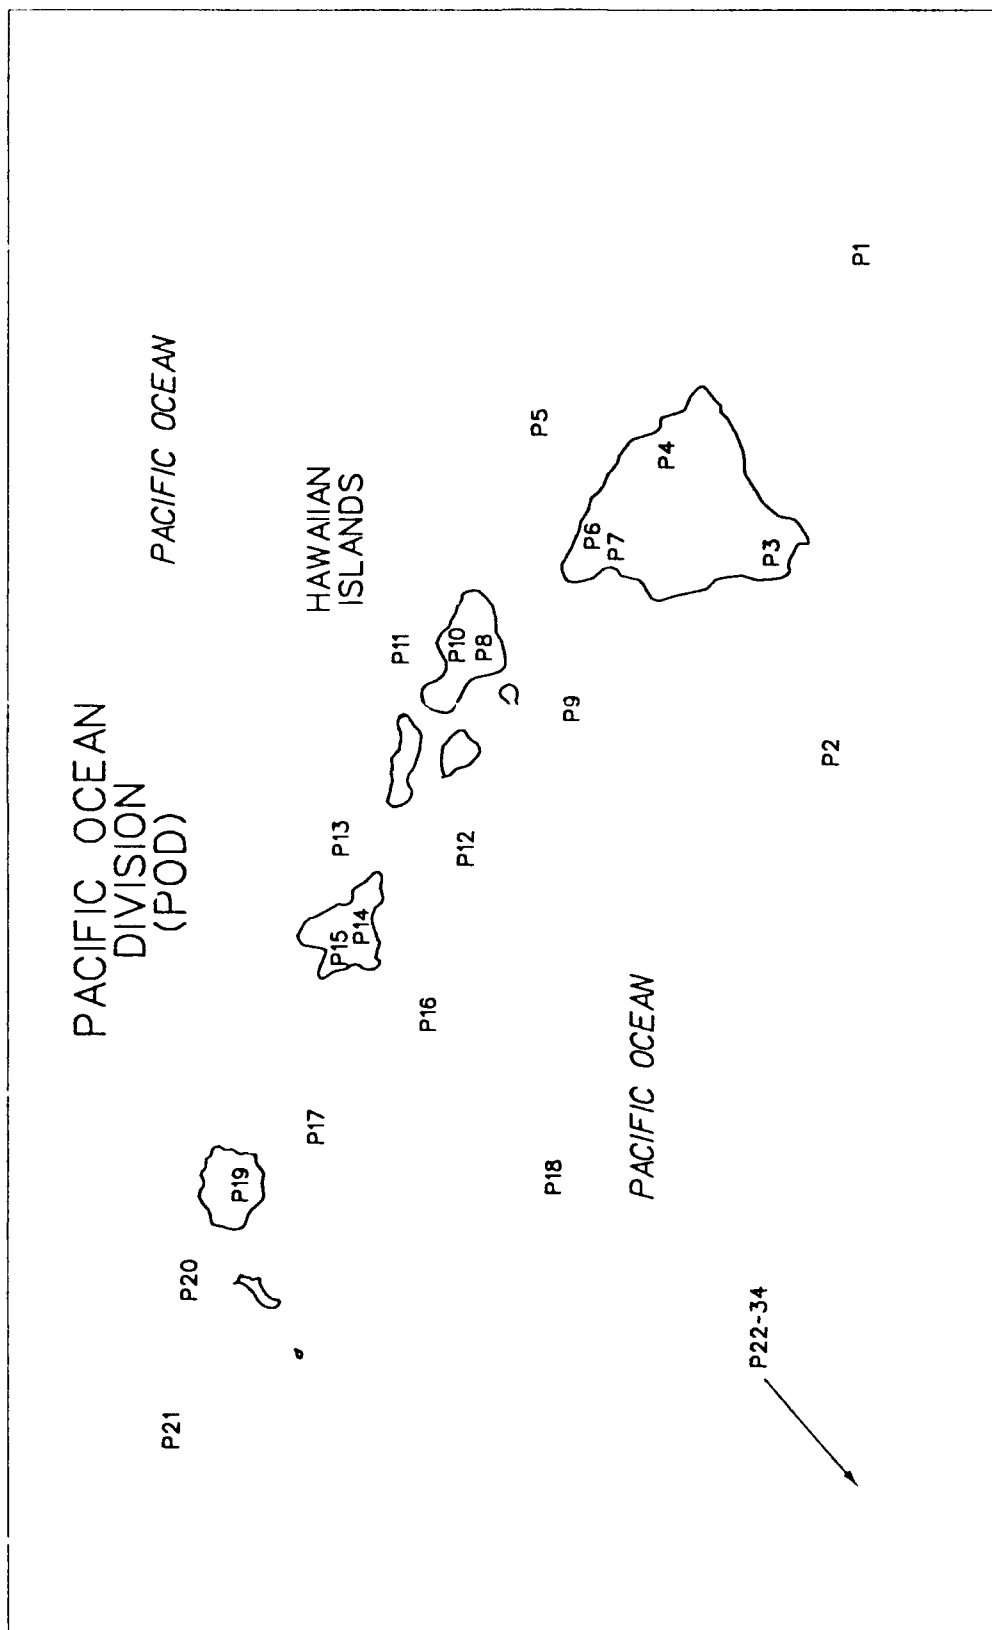 PACIFIC OCEAN
DIVISION
(POD)
PACIFIC OCEAN
HAWAIIAN
ISLANDS
P21
P20
P19
P17
P13
P15
P14
P11
P10
P8
P16
P12
P5
P9
P18
P6
P7
P4
PACIFIC OCEAN
P3
P2
P1
P22-34